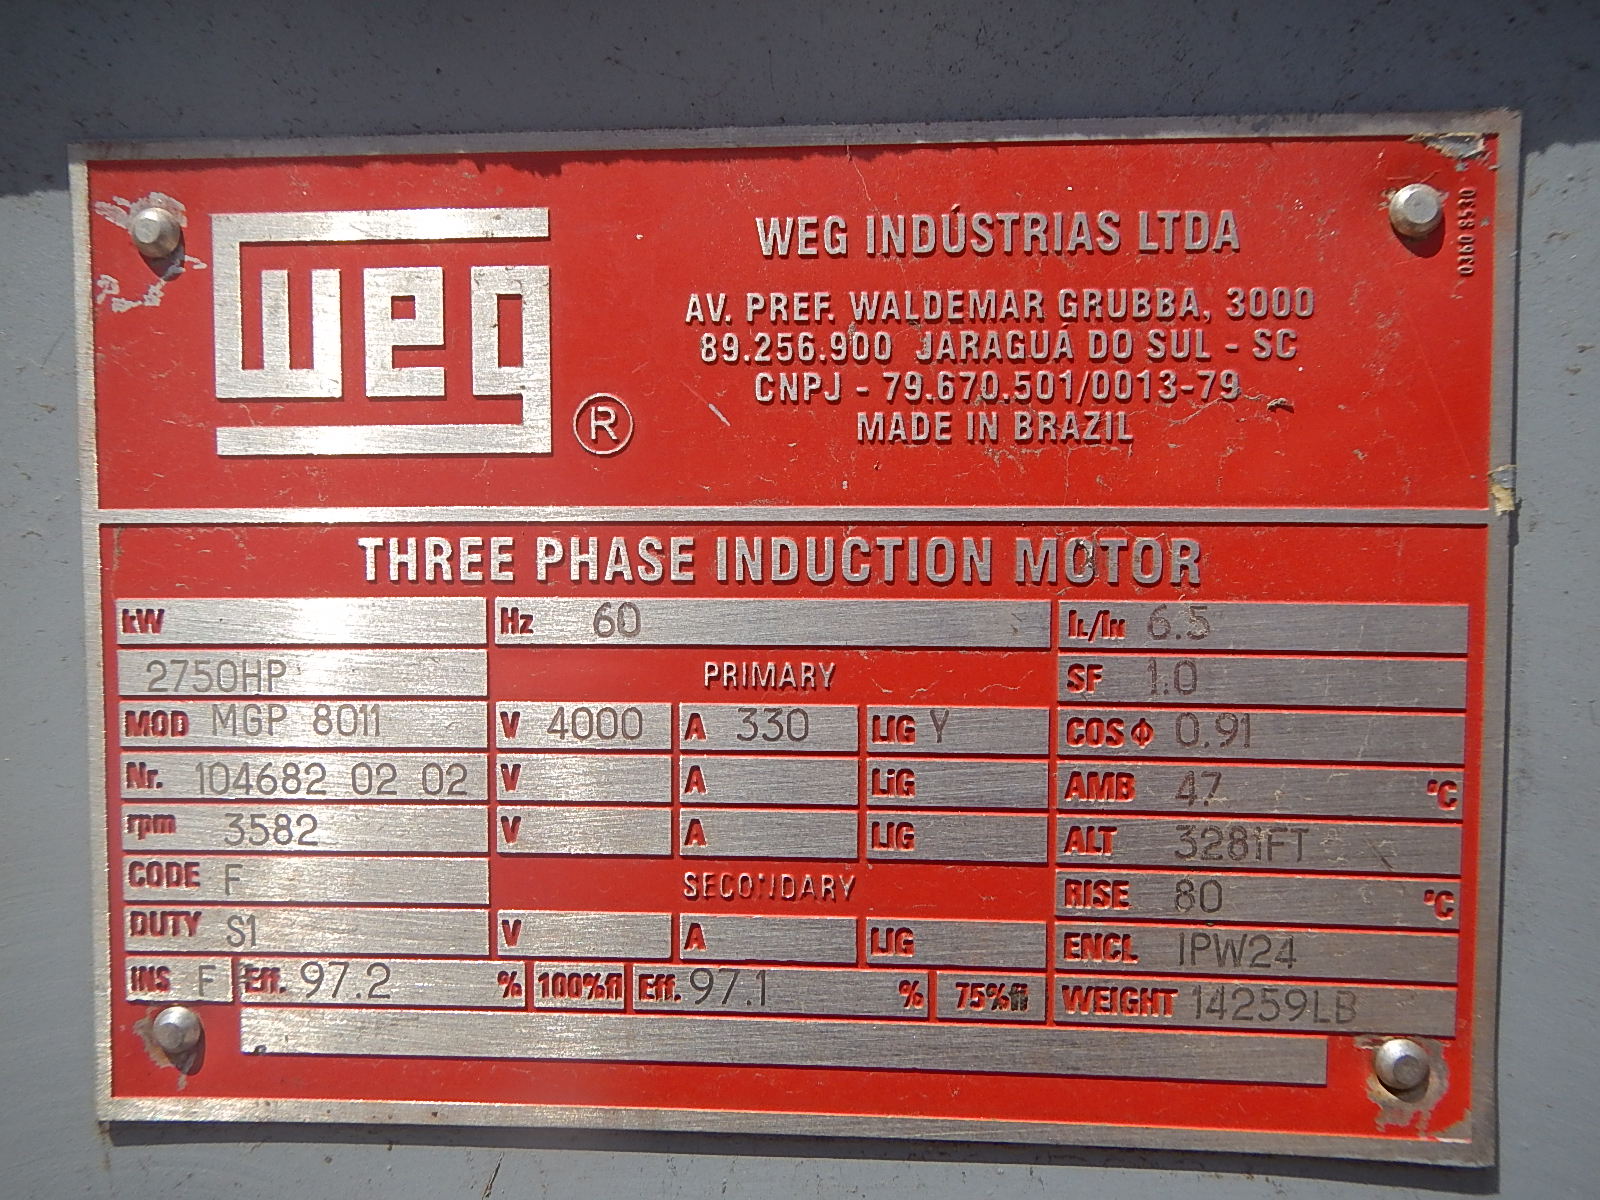 weg ®
WEG INDÚSTRIAS LTDA
AV. PREF. WALDEMAR GRUBBA, 3000
89.256.900 JARAGUÁ DO SUL - SC
CNPJ - 79.670.501/0013-79
MADE IN BRAZIL
0360 8530
THREE PHASE INDUCTION MOTOR
kW Hz 60 IL/IN 6.5
2750HP PRIMARY SF 1.0
MOD MGP 8011 V 4000 A 330 LIG Y COS Φ 0.91
Nr. 104682 02 02 V A LiG AMB 47 °C
rpm 3582 V A LIG ALT 3281FT
CODE F SECONDARY RISE 80 °C
DUTY S1 V A LIG ENCL IPW24
INS F Eff. 97.2 % 100%fl Eff. 97.1 % 75%fl WEIGHT 14259LB